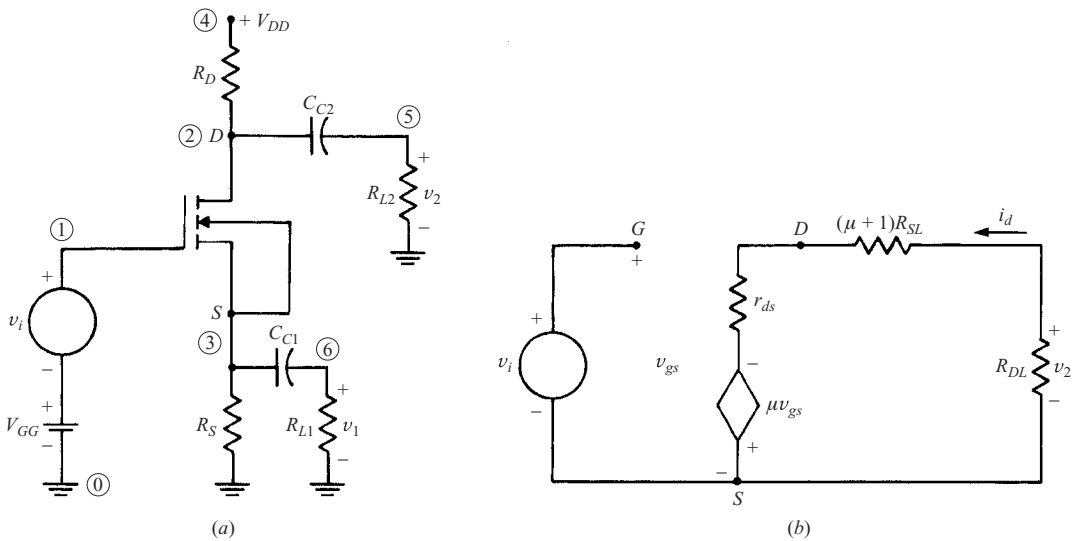 ④ + V_DD
R_D
C_C2
⑤
② D
+
R_L2 v_2
−
①
+
v_i
−
S
③
C_C1
⑥
+
V_GG
−
R_S
+
R_L1 v_1
−
⓪
(a)
G
+
D
(μ + 1)R_SL
i_d
r_ds
+
v_i
−
v_gs
−
μv_gs
+
+
R_DL v_2
−
−
S
(b)